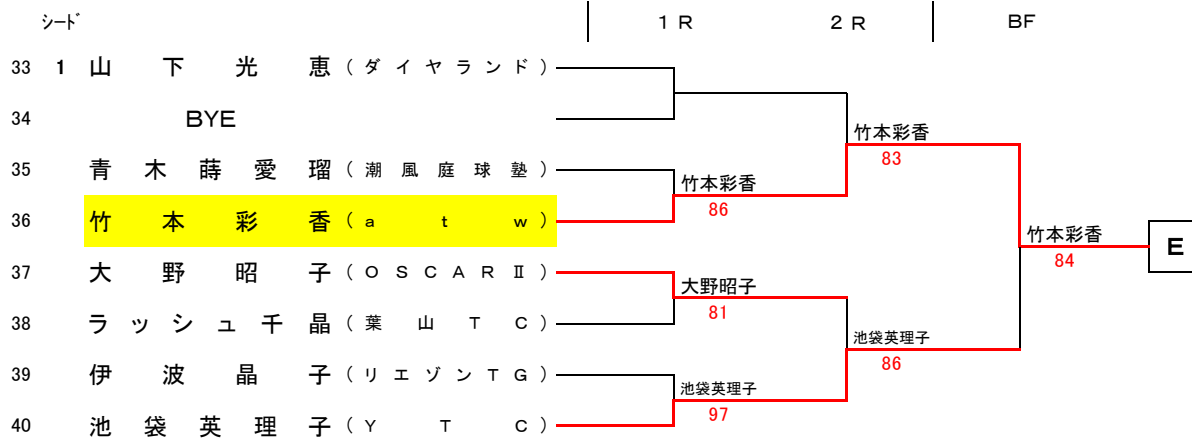 ｼｰﾄﾞ １Ｒ ２Ｒ BF
33 1 山下光恵(ダイヤランド)
34 BYE
竹本彩香
83
35 青木蒔愛瑠(潮風庭球塾)
竹本彩香
86
36 竹本彩香(ａｔｗ)
竹本彩香
84
E
37 大野昭子(ＯＳＣＡＲⅡ)
大野昭子
81
38 ラッシュ千晶(葉山ＴＣ)
池袋英理子
86
39 伊波晶子(リエゾンＴＧ)
池袋英理子
97
40 池袋英理子(ＹＴＣ)